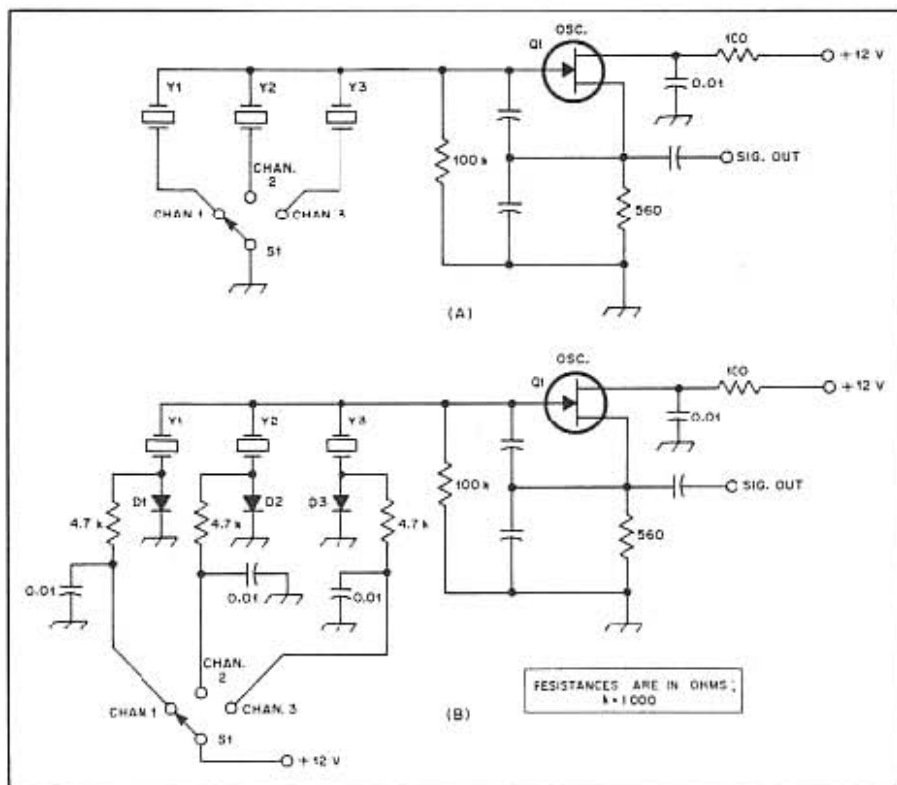 OSC.
Q1
100
+12 V
0.01
Y1
Y2
Y3
100 k
SIG. OUT
CHAN.
2
CHAN. 1
CHAN. 3
S1
560
(A)
OSC.
Q1
100
+12 V
0.01
Y1
Y2
Y3
100 k
SIG. OUT
D1
D2
D3
4.7 k
4.7 k
4.7 k
560
0.01
0.01
0.01
CHAN.
2
CHAN. 1
CHAN. 3
S1
(B)
+12 V
RESISTANCES ARE IN OHMS;
k = 1000